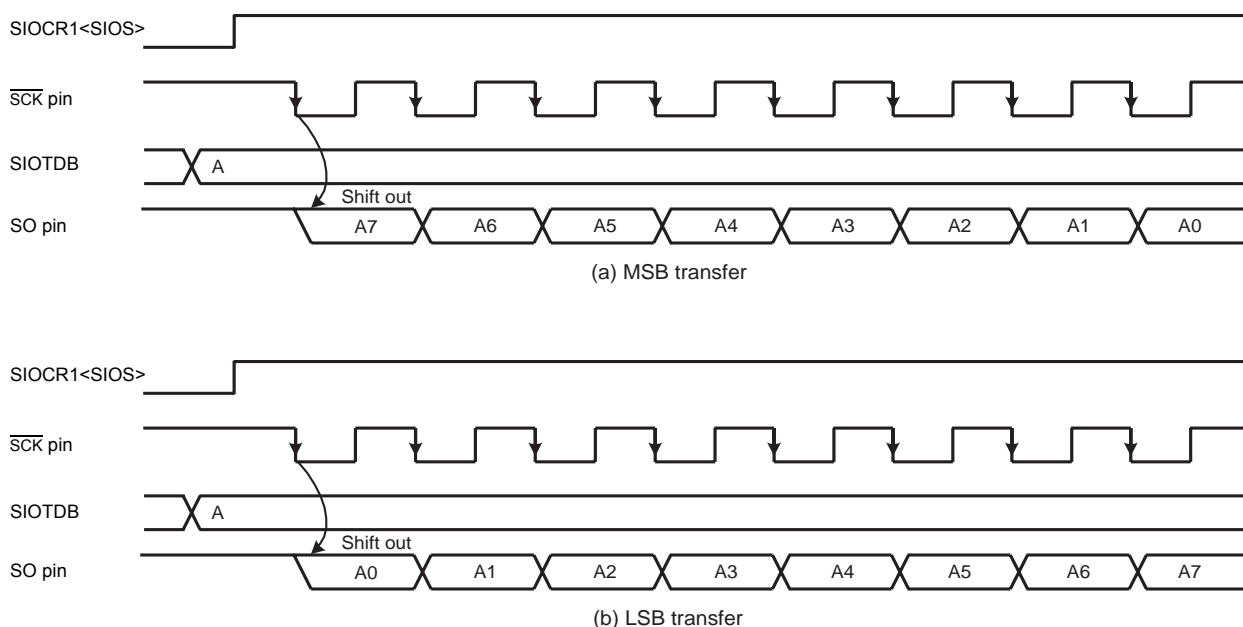 SIOCR1<SIOS>
SCK pin
SIOTDB
A
Shift out
SO pin
A7 A6 A5 A4 A3 A2 A1 A0
(a) MSB transfer
SIOCR1<SIOS>
SCK pin
SIOTDB
A
Shift out
SO pin
A0 A1 A2 A3 A4 A5 A6 A7
(b) LSB transfer